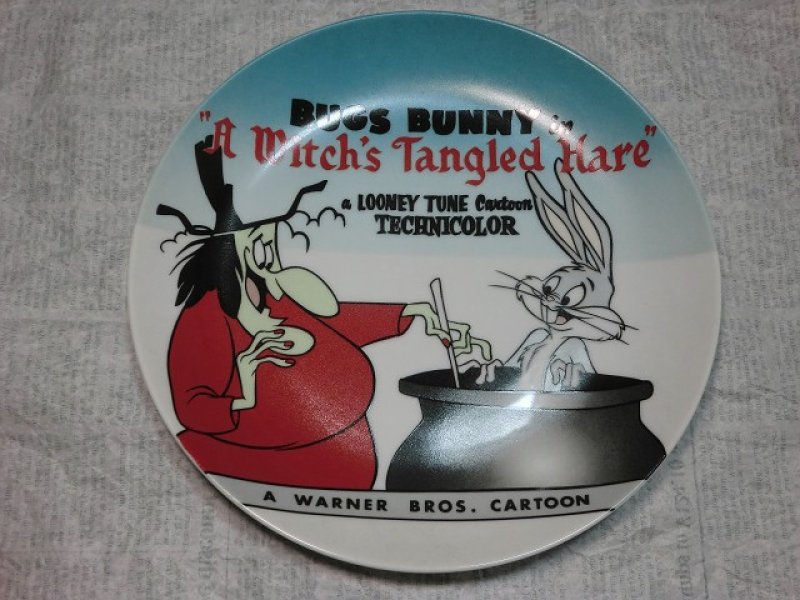 BUGS BUNNY in
"A Witch's Tangled Hare"
a LOONEY TUNE Cartoon
TECHNICOLOR
A WARNER BROS. CARTOON